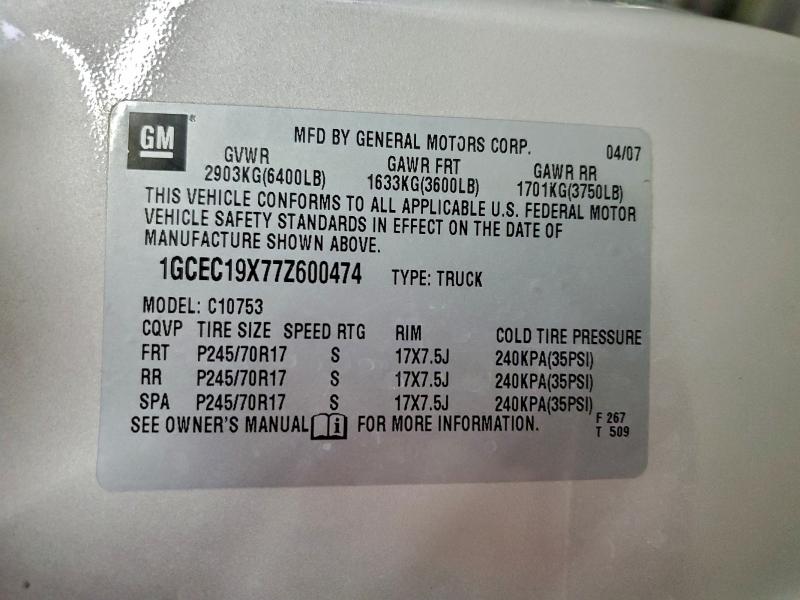 GM
MFD BY GENERAL MOTORS CORP. 04/07
GVWR GAWR FRT GAWR RR
2903KG(6400LB) 1633KG(3600LB) 1701KG(3750LB)
THIS VEHICLE CONFORMS TO ALL APPLICABLE U.S. FEDERAL MOTOR
VEHICLE SAFETY STANDARDS IN EFFECT ON THE DATE OF
MANUFACTURE SHOWN ABOVE.
1GCEC19X77Z600474 TYPE: TRUCK
MODEL: C10753
CQVP TIRE SIZE SPEED RTG RIM COLD TIRE PRESSURE
FRT P245/70R17 S 17X7.5J 240KPA(35PSI)
RR P245/70R17 S 17X7.5J 240KPA(35PSI)
SPA P245/70R17 S 17X7.5J 240KPA(35PSI)
SEE OWNER'S MANUAL i FOR MORE INFORMATION. F 267
T 509